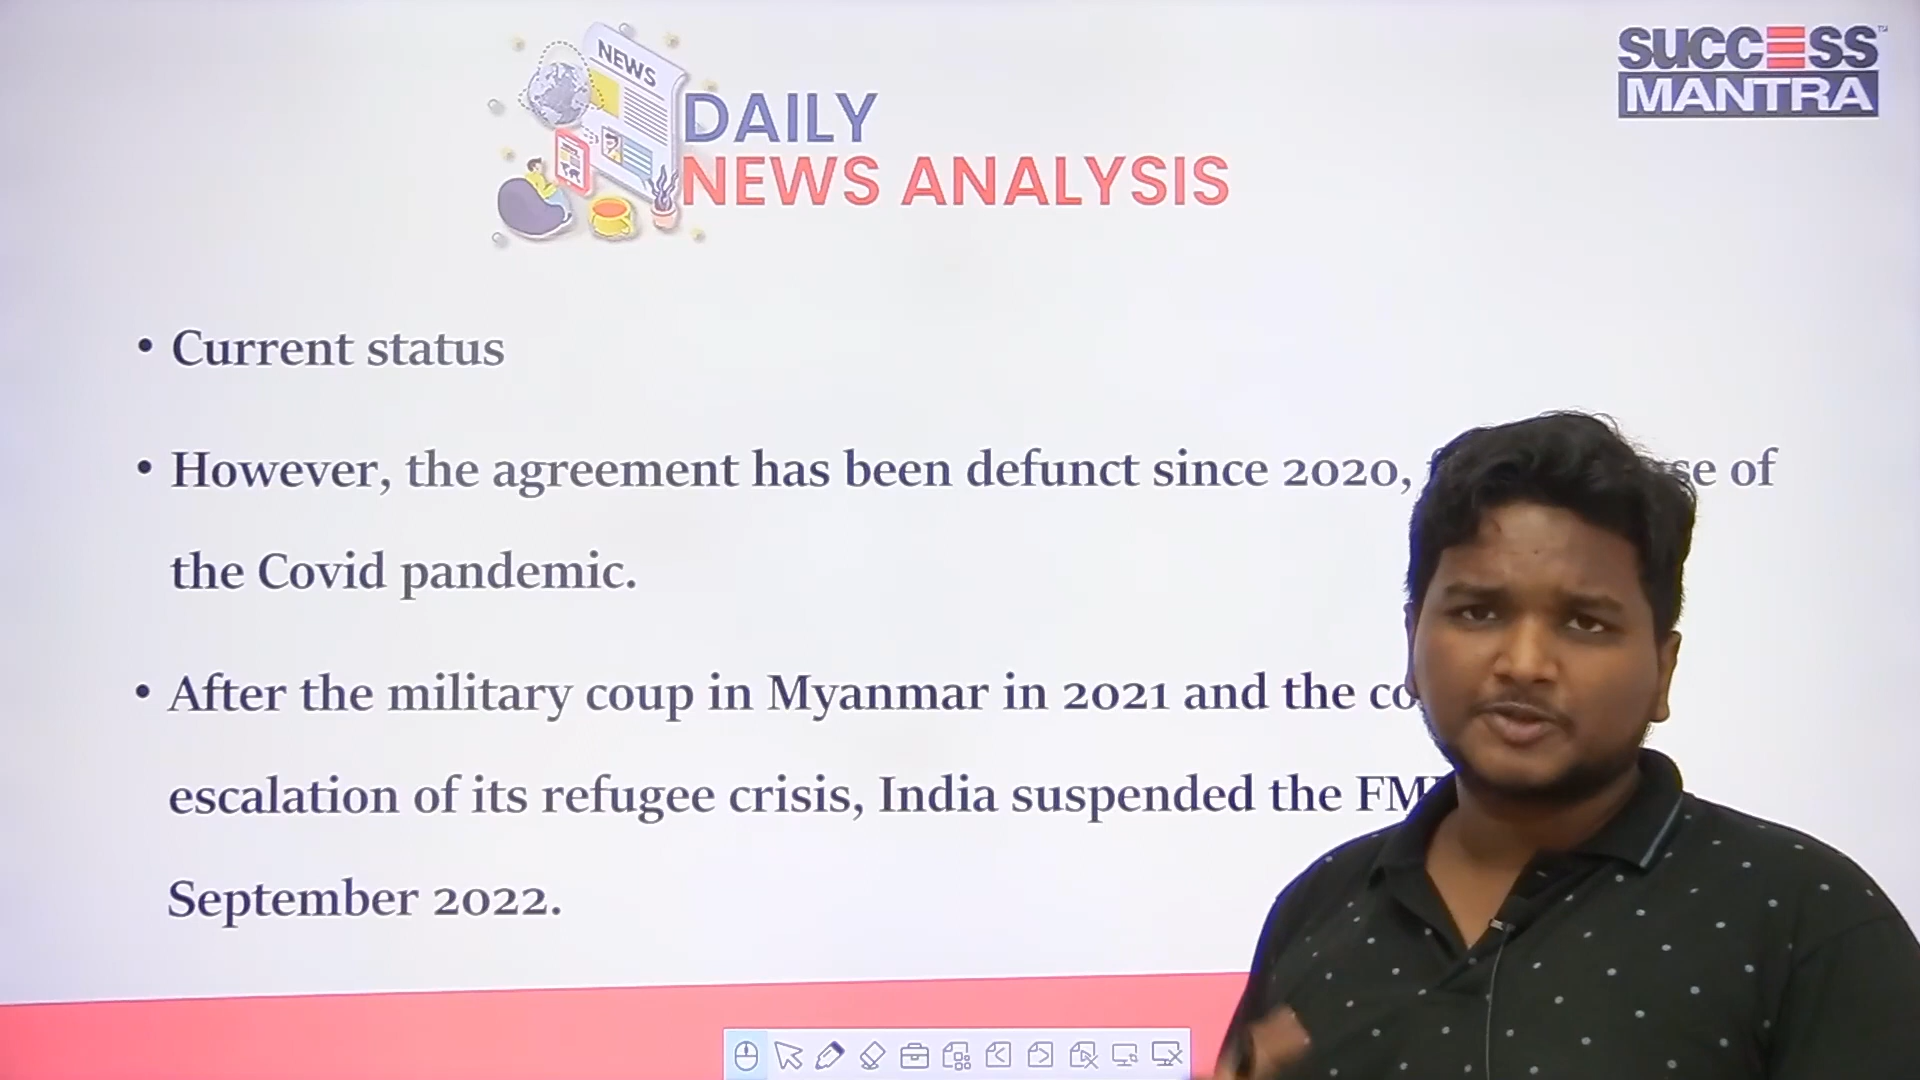 NEWS
DAILY
NEWS ANALYSIS
SUCCESS
MANTRA
• Current status
• However, the agreement has been defunct since 2020, of
the Covid pandemic.
• After the military coup in Myanmar in 2021 and the
escalation of its refugee crisis, India suspended the
September 2022.